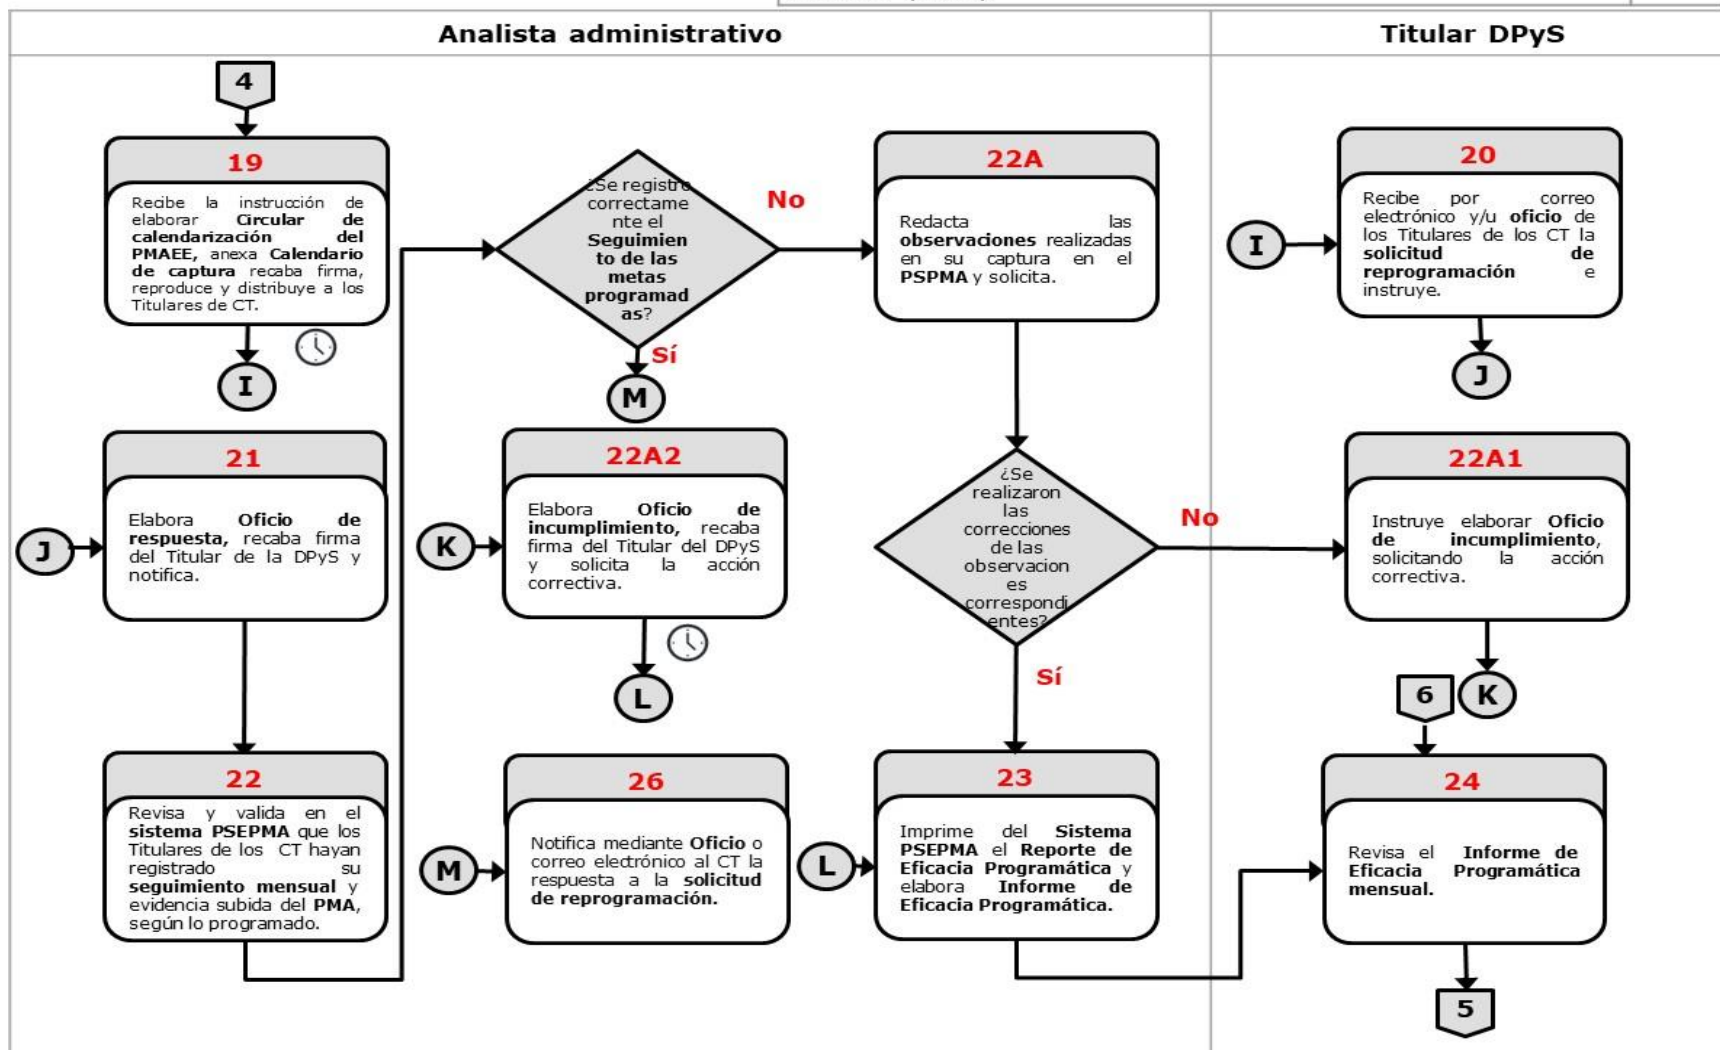 Analista administrativo
Titular DPyS
4
19
Recibe la instrucción de
elaborar Circular de
calendarización del
PMAEE, anexa Calendario
de captura recaba firma,
reproduce y distribuye a los
Titulares de CT.
I
¿Se registro
correctame
nte el
Seguimien
to de las
metas
programad
as?
No
Sí
M
22A
Redacta las
observaciones realizadas
en su captura en el
PSPMA y solicita.
I
20
Recibe por correo
electrónico y/u oficio de
los Titulares de los CT la
solicitud de
reprogramación e
instruye.
J
J
21
Elabora Oficio de
respuesta, recaba firma
del Titular de la DPyS y
notifica.
K
22A2
Elabora Oficio de
incumplimiento, recaba
firma del Titular del DPyS
y solicita la acción
correctiva.
L
¿Se
realizaron
las
correcciones
de las
observacion
es
correspondi
entes?
No
Sí
22A1
Instruye elaborar Oficio
de incumplimiento,
solicitando la acción
correctiva.
K
22
Revisa y valida en el
sistema PSEPMA que los
Titulares de los CT hayan
registrado su
seguimiento mensual y
evidencia subida del PMA,
según lo programado.
M
26
Notifica mediante Oficio o
correo electrónico al CT la
respuesta a la solicitud
de reprogramación.
L
23
Imprime del Sistema
PSEPMA el Reporte de
Eficacia Programática y
elabora Informe de
Eficacia Programática.
6
24
Revisa el Informe de
Eficacia Programática
mensual.
5